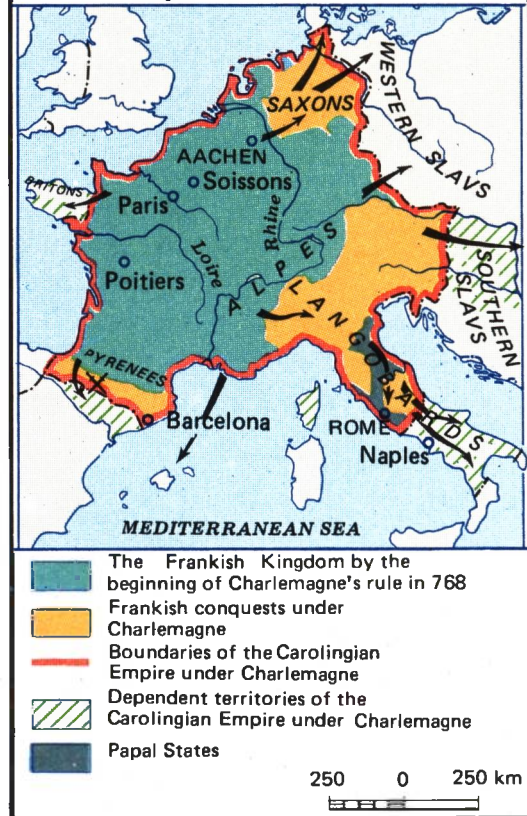 WESTERN SLAVS
SAXONS
AACHEN
Soissons
BRITONS
Paris
Rhine
Loire
Poitiers
ALPES
LANGOBARDS
SOUTHERN
SLAVS
PYRENEES
Barcelona
ROME
Naples
MEDITERRANEAN SEA
The Frankish Kingdom by the
beginning of Charlemagne's rule in 768
Frankish conquests under
Charlemagne
Boundaries of the Carolingian
Empire under Charlemagne
Dependent territories of the
Carolingian Empire under Charlemagne
Papal States
250 0 250 km